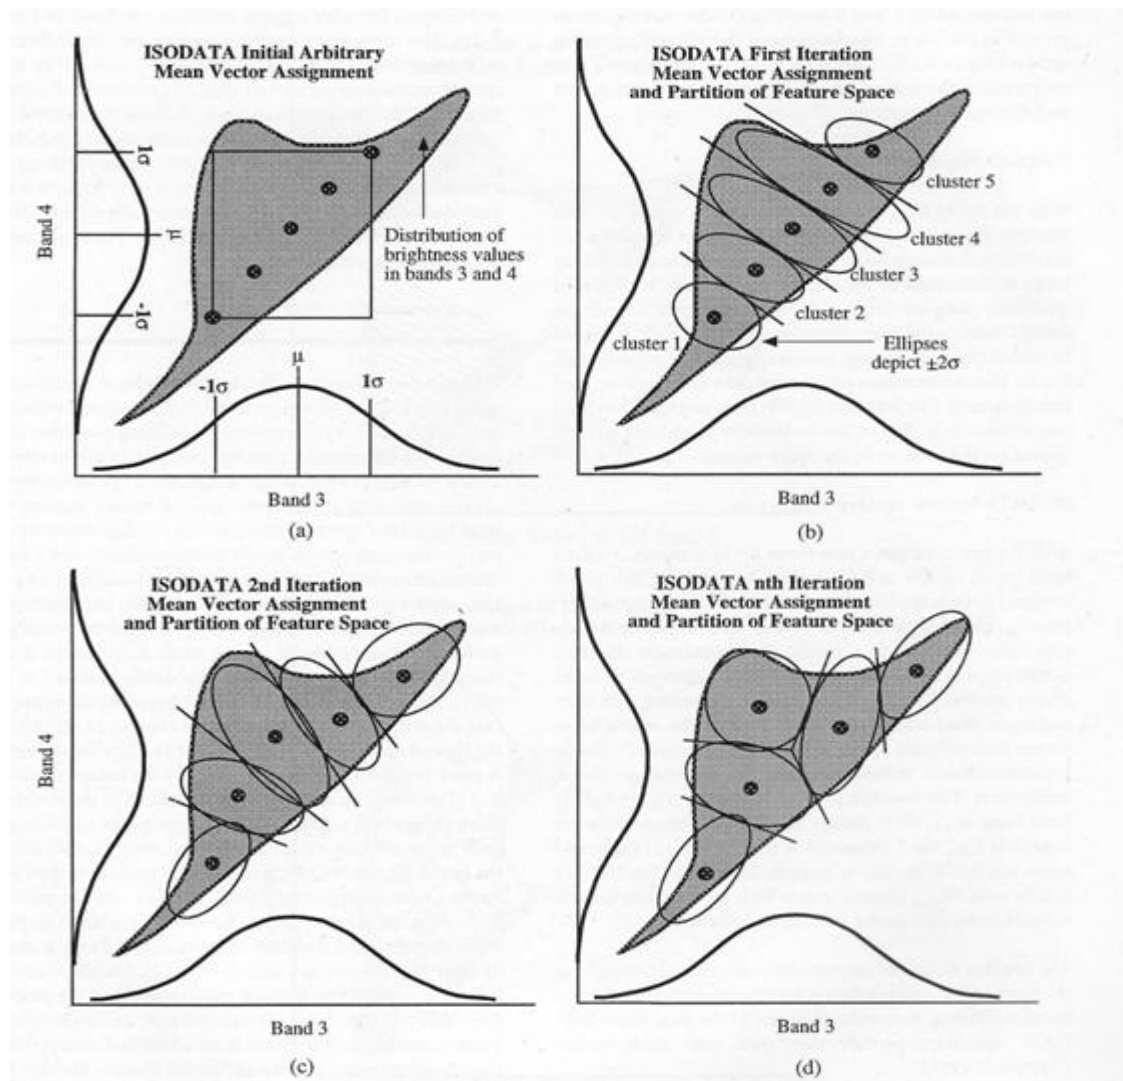 ISODATA Initial Arbitrary
Mean Vector Assignment
1σ
μ
-1σ
Band 4
Distribution of
brightness values
in bands 3 and 4
μ
-1σ
1σ
Band 3
(a)
ISODATA First Iteration
Mean Vector Assignment
and Partition of Feature Space
cluster 5
cluster 4
cluster 3
cluster 2
cluster 1
Ellipses
depict ±2σ
Band 3
(b)
ISODATA 2nd Iteration
Mean Vector Assignment
and Partition of Feature Space
Band 4
Band 3
(c)
ISODATA nth Iteration
Mean Vector Assignment
and Partition of Feature Space
Band 3
(d)